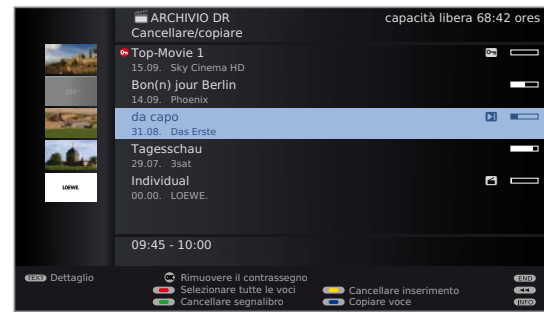 ARCHIVIO DR capacità libera 68:42 ores
Cancellare/copiare
Top-Movie 1
15.09. Sky Cinema HD
OFF
Bon(n) jour Berlin
14.09. Phoenix
da capo
31.08. Das Erste
Tagesschau
29.07. 3sat
LOEWE.
Individual
00.00. LOEWE.
09:45 - 10:00
TEXT Dettaglio OK Rimuovere il contrassegno END
Selezionare tutte le voci Cancellare inserimento
Cancellare segnalibro Copiare voce INFO